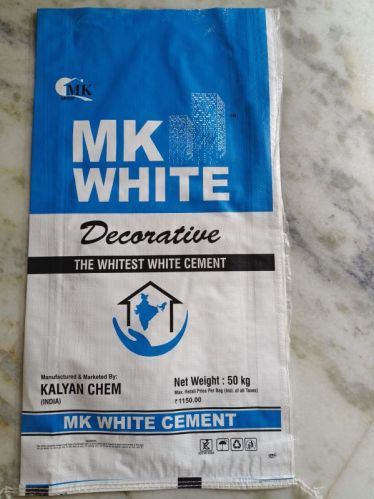 MK
GROUP
MK
WHITE
Decorative
THE WHITEST WHITE CEMENT
Manufactured & Marketed By:
KALYAN CHEM
(INDIA)
Net Weight : 50 kg
Max. Retail Price Per Bag (Incl. of all Taxes)
₹ 1150.00
MK WHITE CEMENT